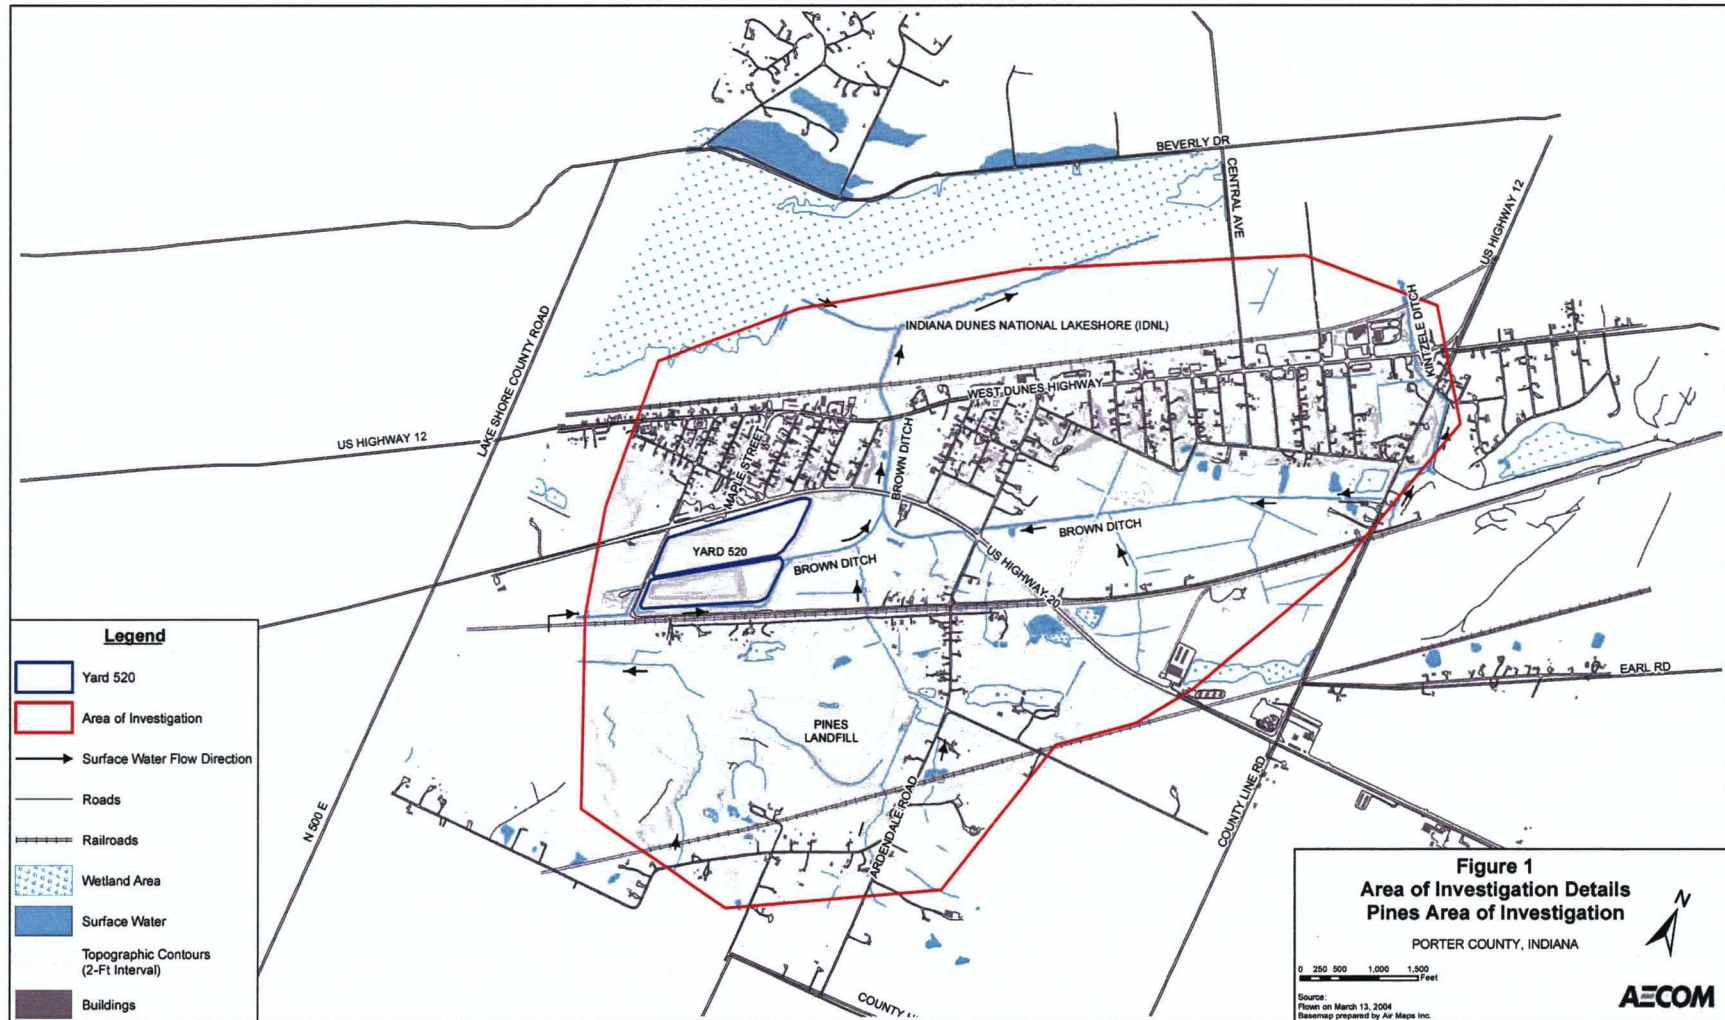 BEVERLY DR
CENTRAL AVE
US HIGHWAY 12
LAKE SHORE COUNTY ROAD
INDIANA DUNES NATIONAL LAKESHORE (IDNL)
KINTZELE DITCH
WEST DUNES HIGHWAY
US HIGHWAY 12
MAPLE STREET
BROWN DITCH
YARD 520
BROWN DITCH
BROWN DITCH
US HIGHWAY 20
EARL RD
PINES
LANDFILL
ARDENDALE ROAD
COUNTY LINE RD
N 500 E
COUNTY
Legend
Yard 520
Area of Investigation
Surface Water Flow Direction
Roads
Railroads
Wetland Area
Surface Water
Topographic Contours
(2-Ft Interval)
Buildings
Figure 1
Area of Investigation Details
Pines Area of Investigation
N
PORTER COUNTY, INDIANA
0 250 500 1,000 1,500
Feet
Source:
Flown on March 13, 2004
Basemap prepared by Air Maps Inc.
AECOM